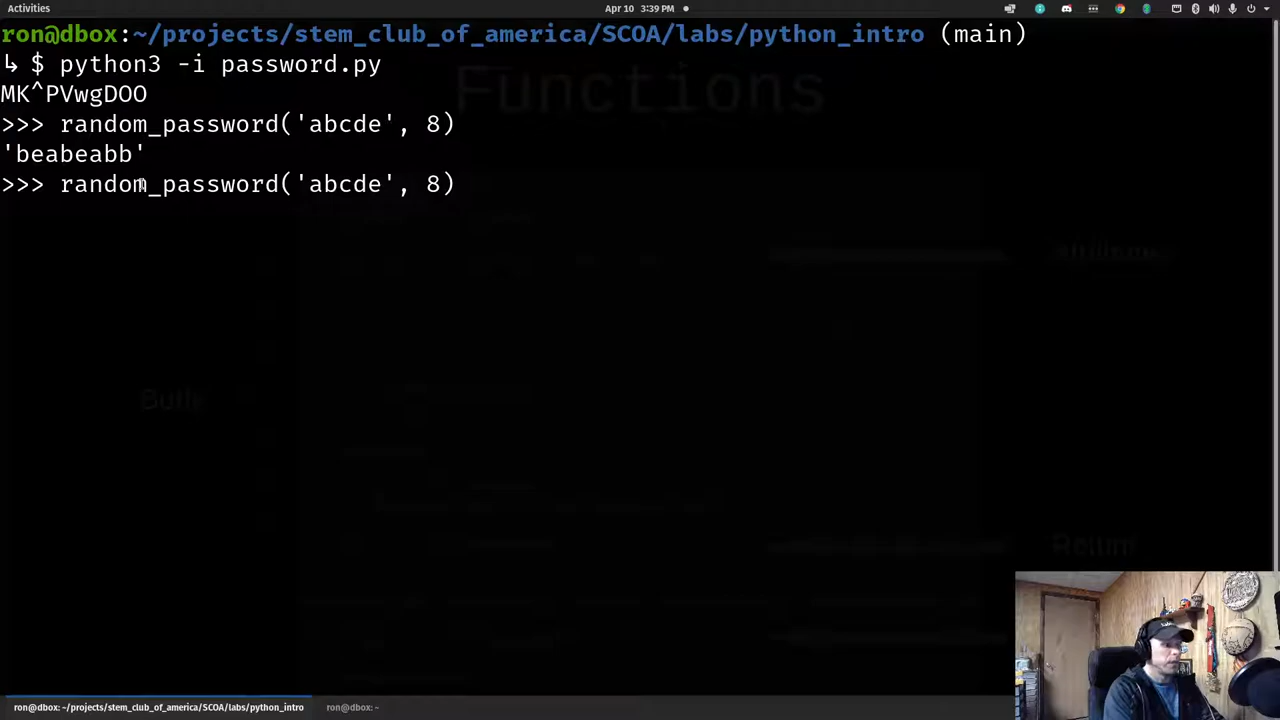 Activities
Apr 10 3:39 PM
ron@dbox:~/projects/stem_club_of_america/SCOA/labs/python_intro (main)
↳ $ python3 -i password.py
Functions
MK^PVwgDOO
>>> random_password('abcde', 8)
'beabeabb'
>>> random_password('abcde', 8)
Return
ron@dbox: ~/projects/stem_club_of_america/SCOA/labs/python_intro
ron@dbox: ~